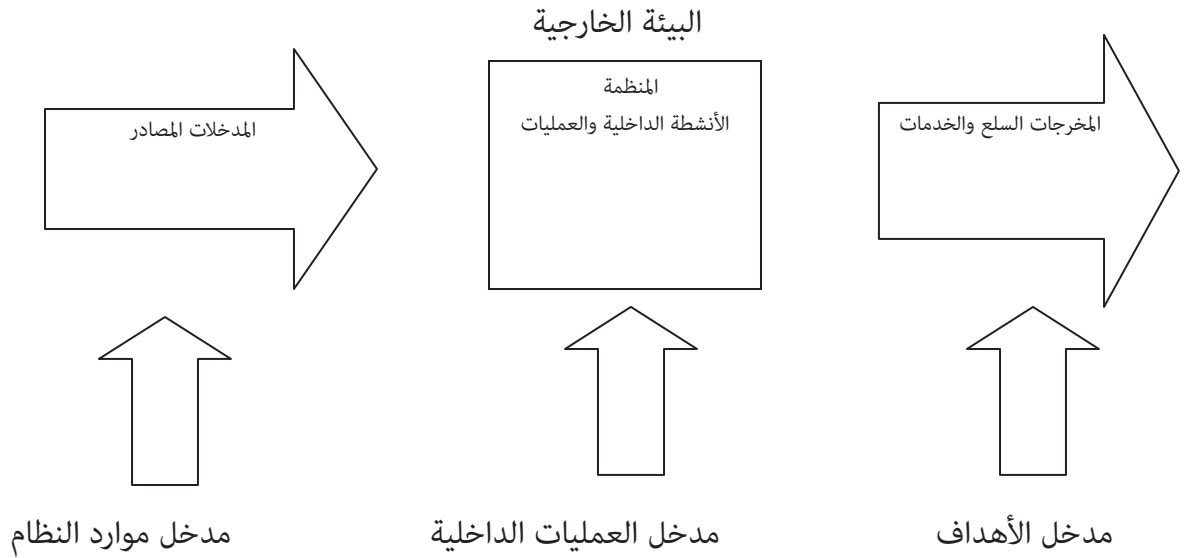 البيئة الخارجية
المدخلات المصادر
المنظمة
الأنشطة الداخلية والعمليات
المخرجات السلع والخدمات
مدخل موارد النظام
مدخل العمليات الداخلية
مدخل الأهداف